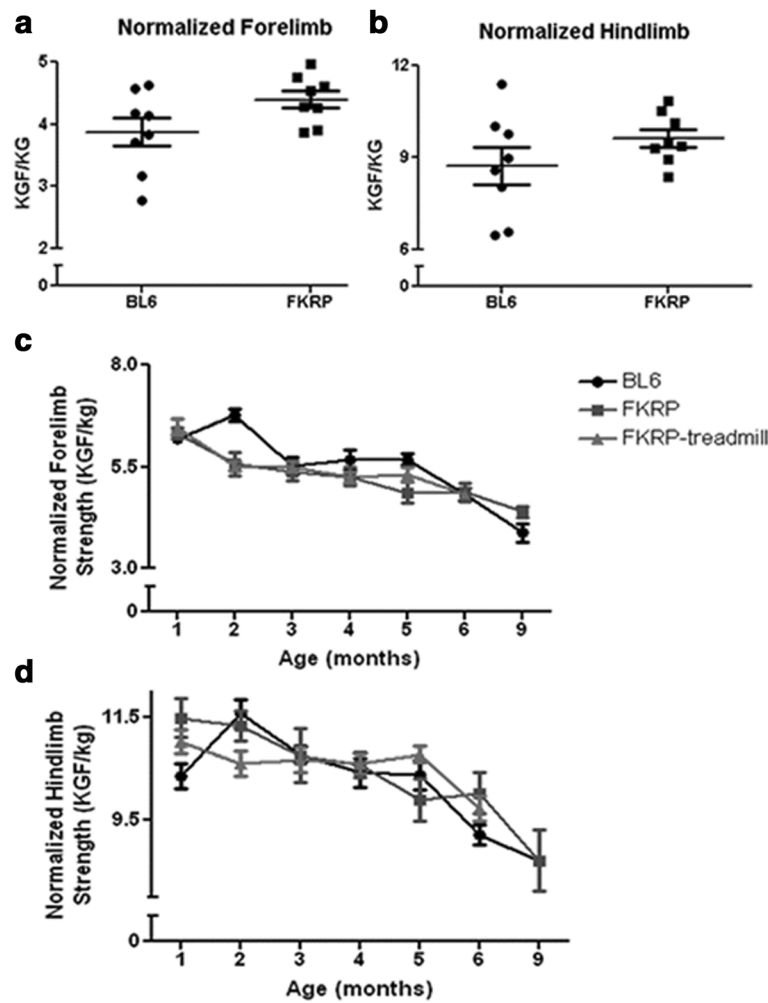 a
Normalized Forelimb
5
4
3
2
0
KGF/KG
BL6
FKRP
b
Normalized Hindlimb
12
9
6
0
KGF/KG
BL6
FKRP
c
8.0
5.5
3.0
0
Normalized Forelimb
Strength (KGF/kg)
1 2 3 4 5 6 9
Age (months)
BL6
FKRP
FKRP-treadmill
d
11.5
9.5
0
Normalized Hindlimb
Strength (KGF/kg)
1 2 3 4 5 6 9
Age (months)